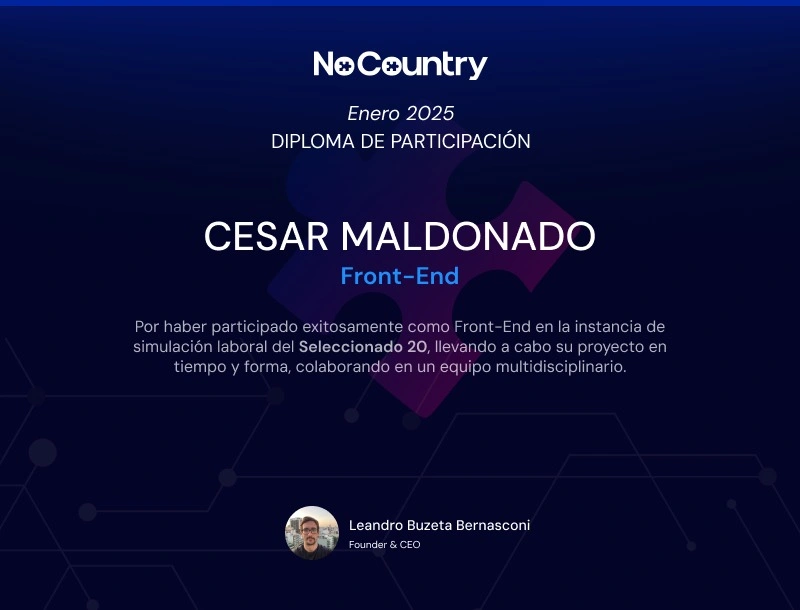 NoCountry
Enero 2025
DIPLOMA DE PARTICIPACIÓN
CESAR MALDONADO
Front-End
Por haber participado exitosamente como Front-End en la instancia de
simulación laboral del Seleccionado 20, llevando a cabo su proyecto en
tiempo y forma, colaborando en un equipo multidisciplinario.
Leandro Buzeta Bernasconi
Founder & CEO